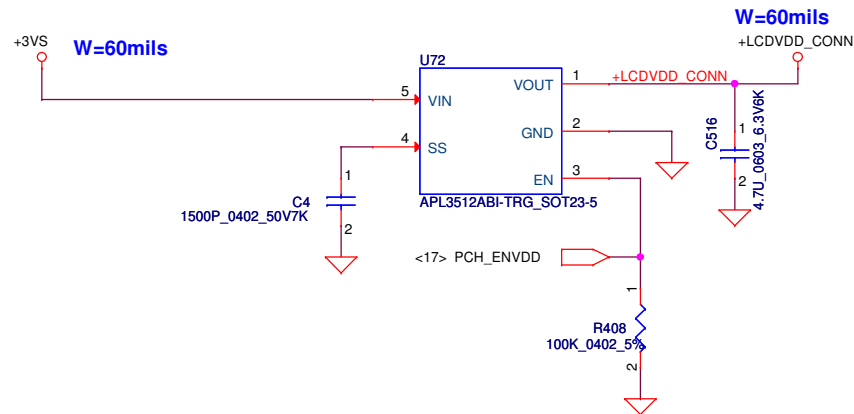 W=60mils
+3VS
W=60mils
+LCDVDD_CONN
U72
5
VIN
VOUT
1
+LCDVDD_CONN
4
SS
GND
2
EN
3
APL3512ABI-TRG_SOT23-5
1
C4
1500P_0402_50V7K
2
C516
4.7U_0603_6.3V6K
1
2
<17> PCH_ENVDD
1
R408
100K_0402_5%
2